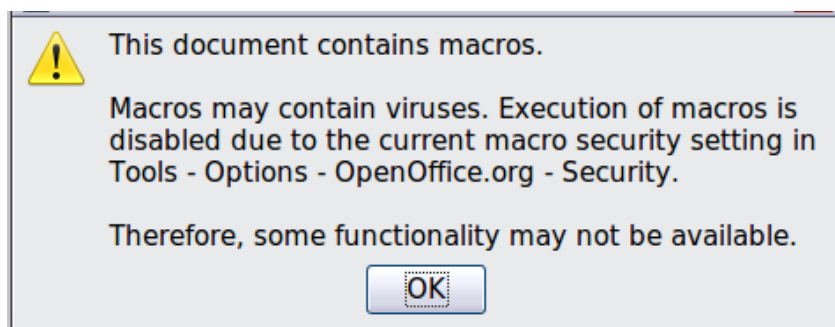 This document contains macros.
Macros may contain viruses. Execution of macros is
disabled due to the current macro security setting in
Tools - Options - OpenOffice.org - Security.
Therefore, some functionality may not be available.
OK